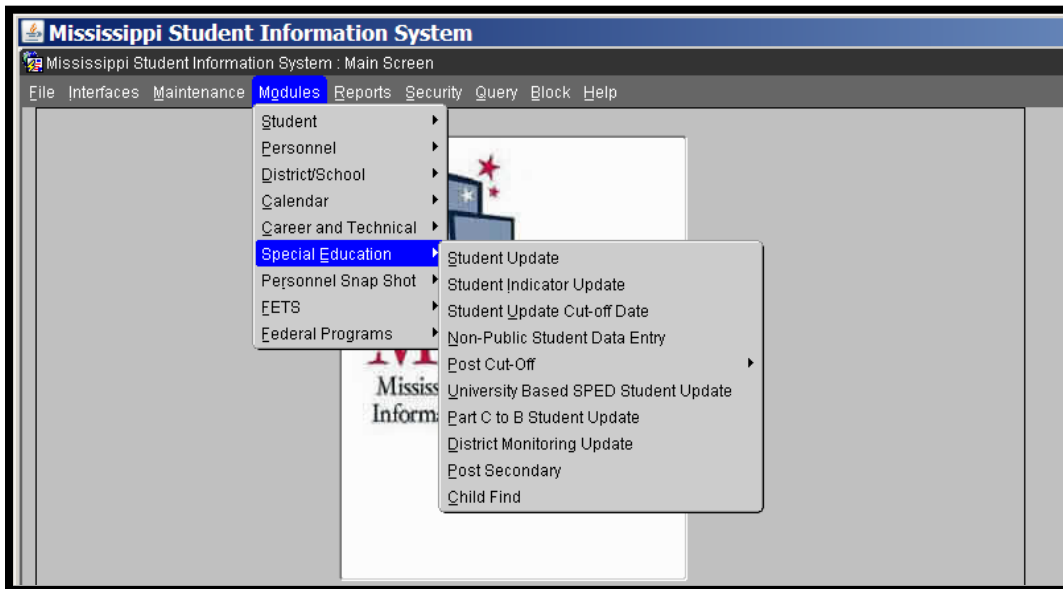 Mississippi Student Information System
Mississippi Student Information System : Main Screen
File Interfaces Maintenance Modules Reports Security Query Block Help
Student
Personnel
District/School
Calendar
Career and Technical
Special Education
Personnel Snap Shot
FETS
Federal Programs
Student Update
Student Indicator Update
Student Update Cut-off Date
Non-Public Student Data Entry
Post Cut-Off
University Based SPED Student Update
Part C to B Student Update
District Monitoring Update
Post Secondary
Child Find